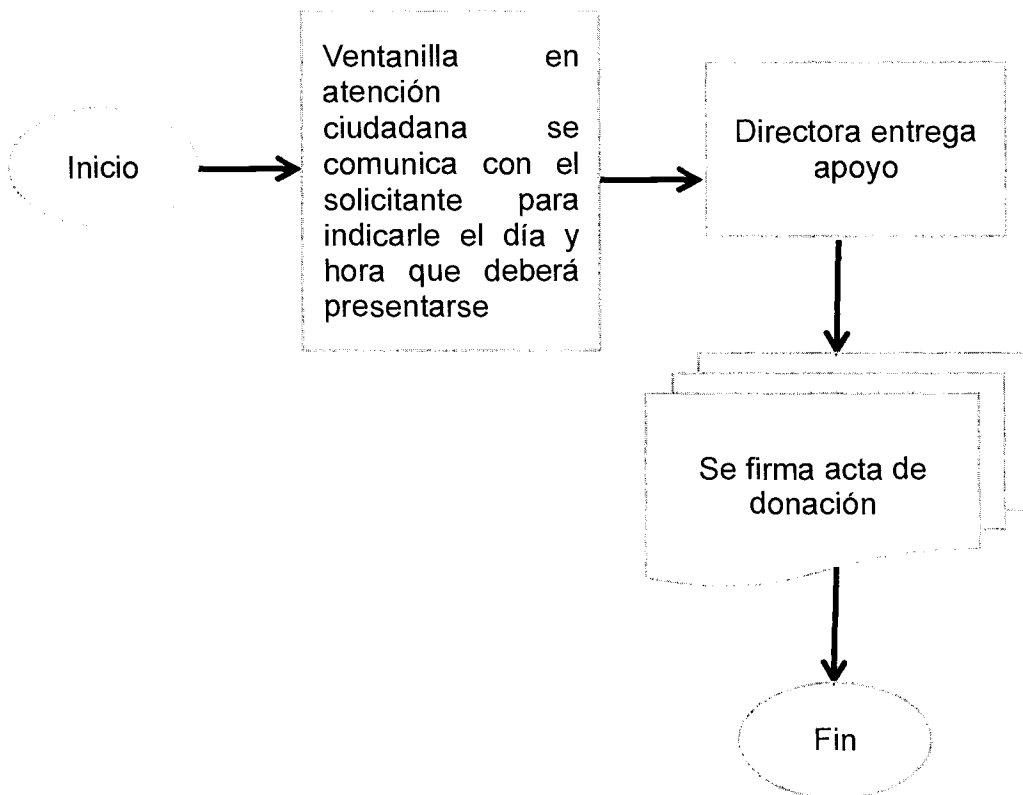 Inicio
Ventanilla en
atención
ciudadana se
comunica con el
solicitante para
indicarle el día y
hora que deberá
presentarse
Directora entrega
apoyo
Se firma acta de
donación
Fin